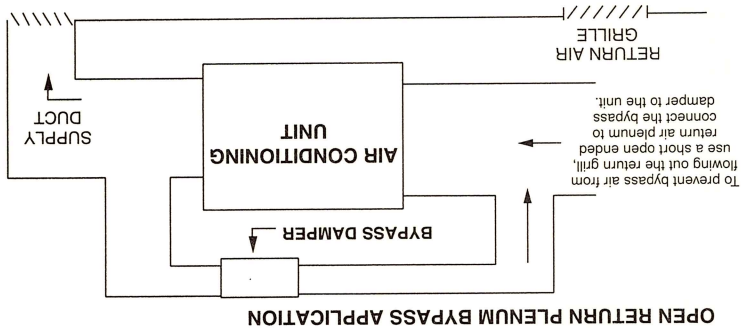 OPEN RETURN PLENUM BYPASS APPLICATION
BYPASS DAMPER
To prevent bypass air from
flowing out the return grill,
use a short open ended
return air plenum to
connect the bypass
damper to the unit.
AIR CONDITIONING
UNIT
SUPPLY
DUCT
RETURN AIR
GRILLE